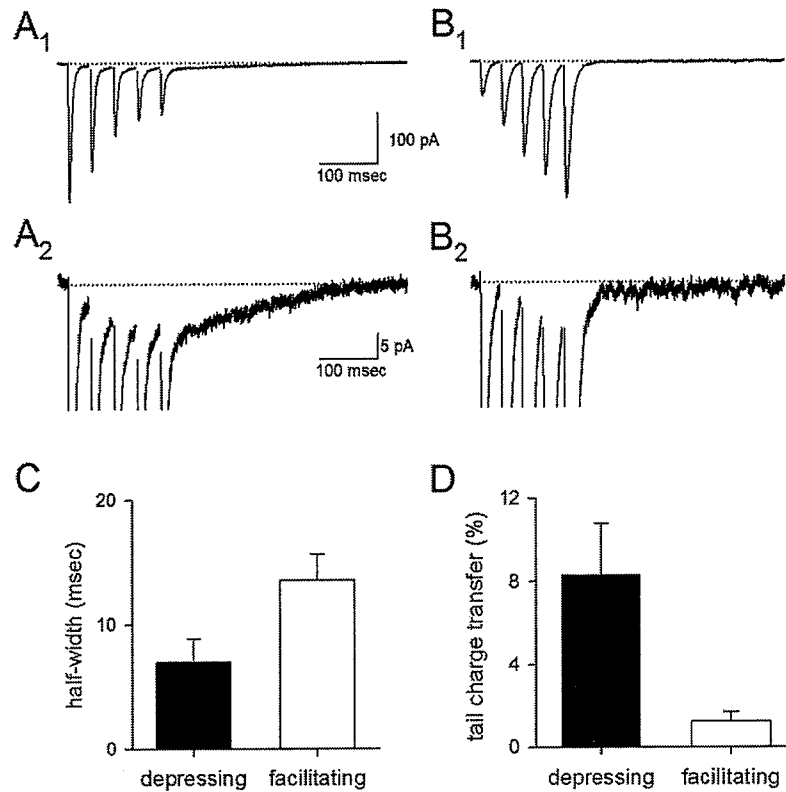 A1
B1
100 pA
100 msec
A2
B2
5 pA
100 msec
C
D
half-width (msec)
20
10
0
depressing facilitating
tail charge transfer (%)
12
8
4
0
depressing facilitating